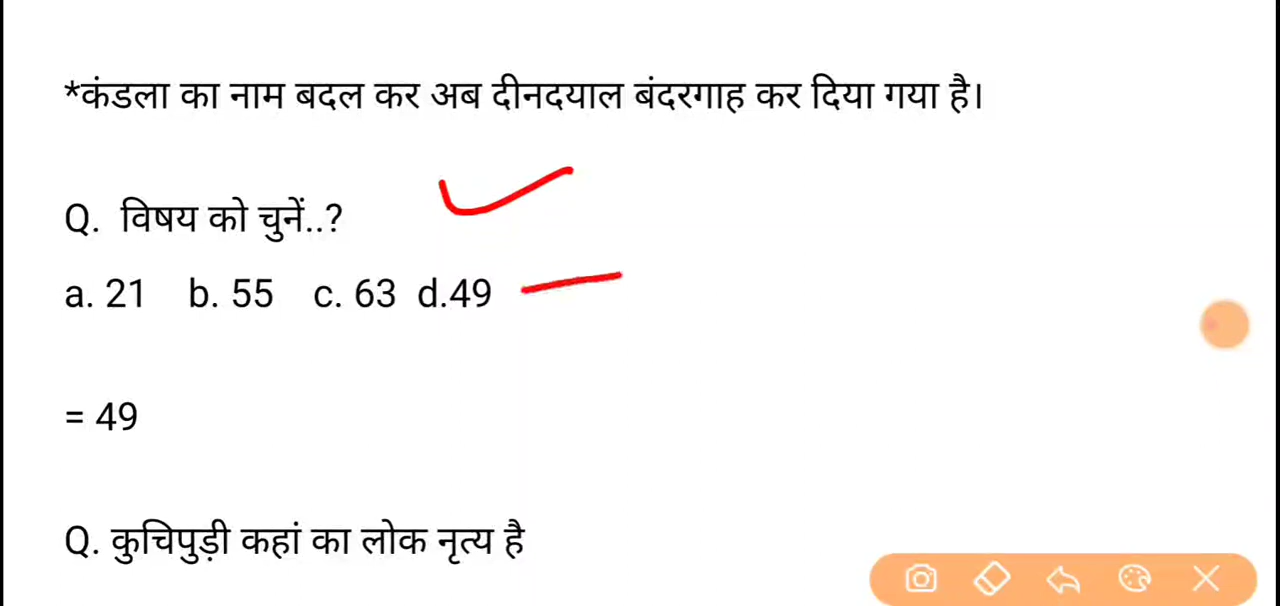 *कंडला का नाम बदल कर अब दीनदयाल बंदरगाह कर दिया गया है।
Q. विषय को चुनें..?
a. 21 b. 55 c. 63 d.49
= 49
Q. कुचिपुड़ी कहां का लोक नृत्य है